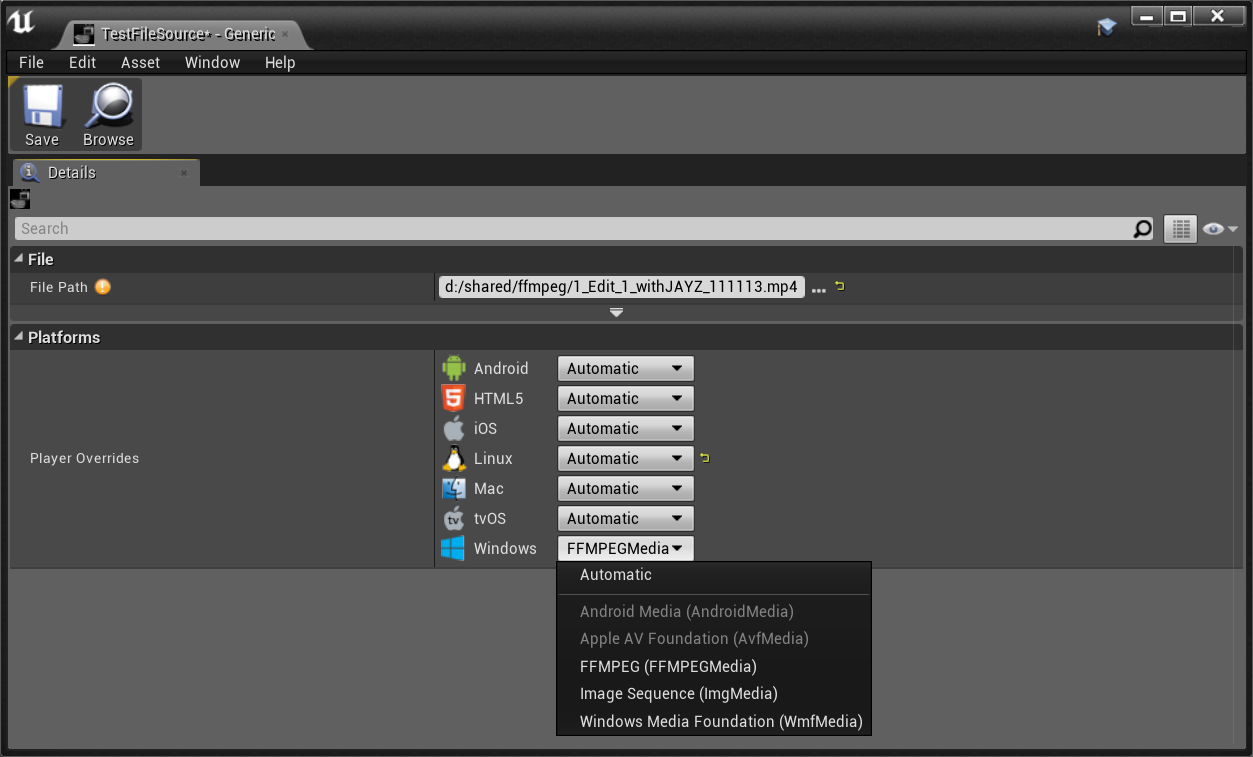 TestFileSource* - Generic
File Edit Asset Window Help
Save Browse
Details
Search
File
File Path d:/shared/ffmpeg/1_Edit_1_withJAYZ_111113.mp4 ...
Platforms
Player Overrides
Android Automatic
HTML5 Automatic
iOS Automatic
Linux Automatic
Mac Automatic
tvOS Automatic
Windows FFMPEGMedia
Automatic
Android Media (AndroidMedia)
Apple AV Foundation (AvfMedia)
FFMPEG (FFMPEGMedia)
Image Sequence (ImgMedia)
Windows Media Foundation (WmfMedia)